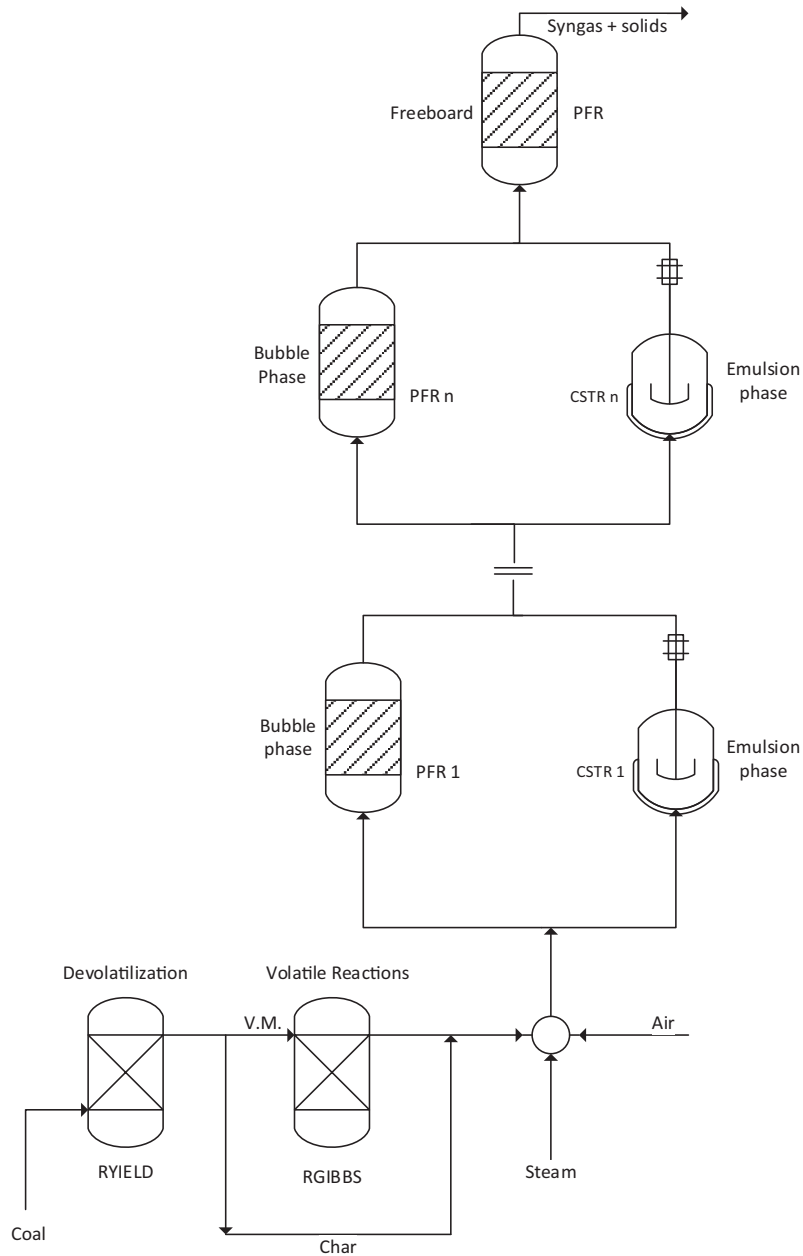 Syngas + solids
Freeboard
PFR
Bubble
Phase
PFR n
CSTR n
Emulsion
phase
Bubble
phase
PFR 1
CSTR 1
Emulsion
phase
Devolatilization
Volatile Reactions
V.M.
Air
RYIELD
RGIBBS
Steam
Coal
Char